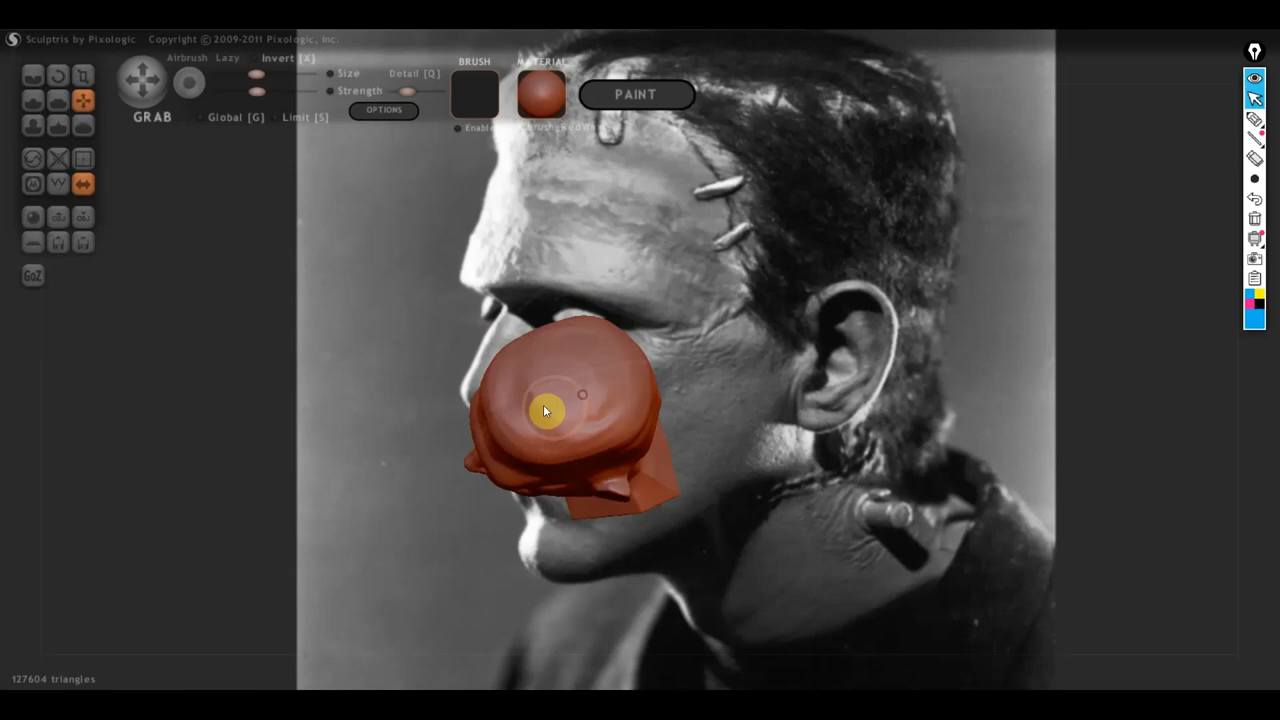 Sculptris by Pixologic Copyright © 2009-2011 Pixologic, Inc.
Airbrush Lazy Invert [X]
BRUSH MATERIAL
Size Detail [Q]
Strength
PAINT
OPTIONS
GRAB Global [G] Limit [S]
Enable
GoZ
127604 triangles